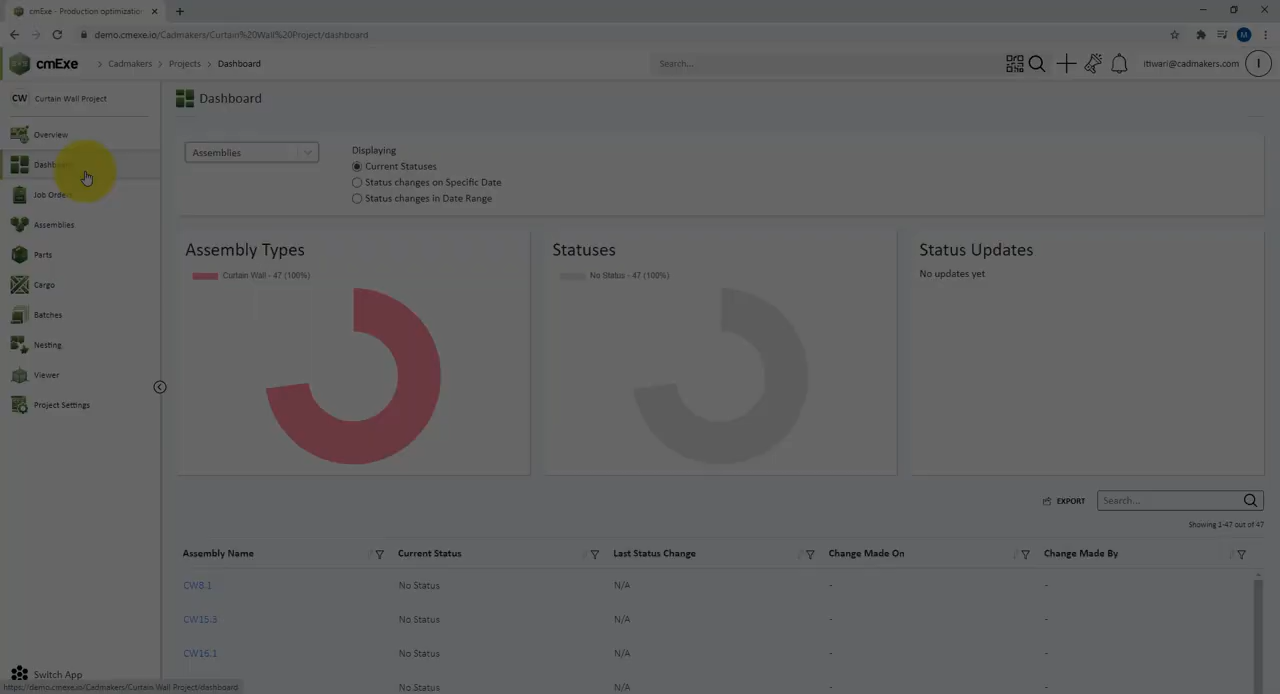 cmExe - Production optimization
demo.cmexe.io/Cadmakers/Curtain%20Wall%20Project/dashboard
M
cmExe > Cadmakers > Projects > Dashboard
Search...
itiwari@cadmakers.com
I
CW Curtain Wall Project
Overview
Dashb
Job Order
Assemblies
Parts
Cargo
Batches
Nesting
Viewer
Project Settings
Switch App
https://demo.cmexe.io/Cadmakers/Curtain Wall Project/dashboard
Dashboard
Assemblies
Displaying
Current Statuses
Status changes on Specific Date
Status changes in Date Range
Assembly Types
Curtain Wall - 47 (100%)
Statuses
No Status - 47 (100%)
Status Updates
No updates yet
EXPORT
Search...
Showing 1-47 out of 47
Assembly Name Current Status Last Status Change Change Made On Change Made By
CW8.1 No Status N/A - -
CW15.3 No Status N/A - -
CW16.1 No Status N/A - -
No Status N/A - -